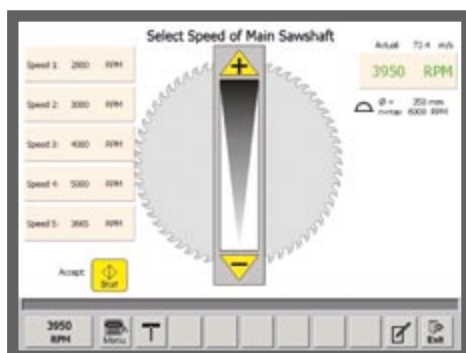 Select Speed of Main Sawshaft
Actual: 72.4 m/s
3950 RPM
Ø = 350 mm
n-max 6000 RPM
Speed 1: 2800 RPM
Speed 2: 3000 RPM
Speed 3: 4000 RPM
Speed 4: 5000 RPM
Speed 5: 3665 RPM
Accept:
Start
3950
RPM
Menu
Exit